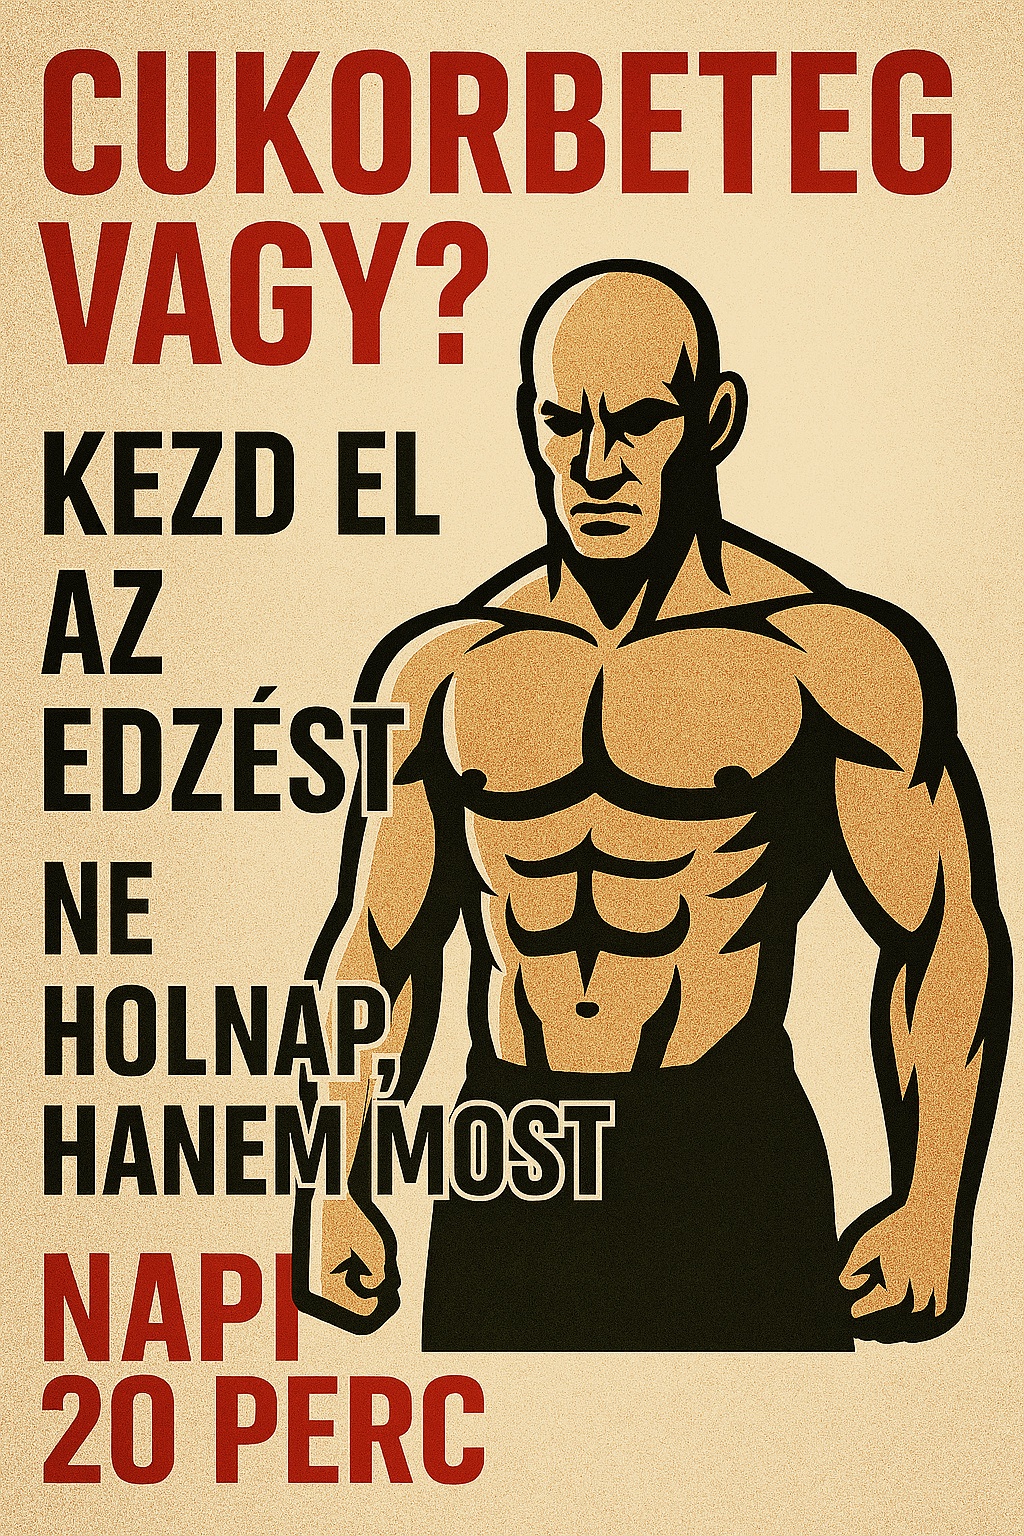 CUKORBETEG
VAGY?
KEZD EL
AZ
EDZÉST
NE
HOLNAP,
HANEM MOST
NAPI
20 PERC